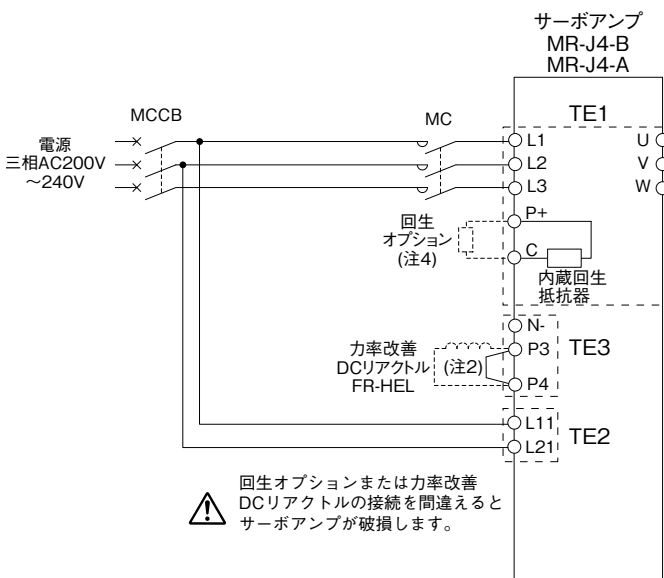 サーボアンプ
MR-J4-B
MR-J4-A
MCCB
MC
TE1
電源
三相AC200V
～240V
L1
L2
L3
U
V
W
P+
C
回生
オプション
(注4)
内蔵回生
抵抗器
N-
P3
P4
TE3
力率改善
DCリアクトル
FR-HEL
(注2)
L11
L21
TE2
回生オプションまたは力率改善
DCリアクトルの接続を間違えると
サーボアンプが破損します。